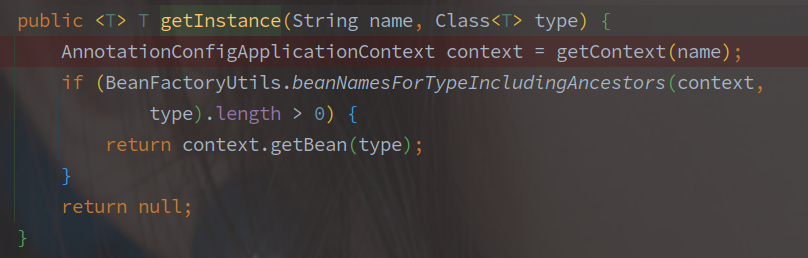 public <T> T getInstance(String name, Class<T> type) {
AnnotationConfigApplicationContext context = getContext(name);
if (BeanFactoryUtils.beanNamesForTypeIncludingAncestors(context,
type).length > 0) {
return context.getBean(type);
}
return null;
}